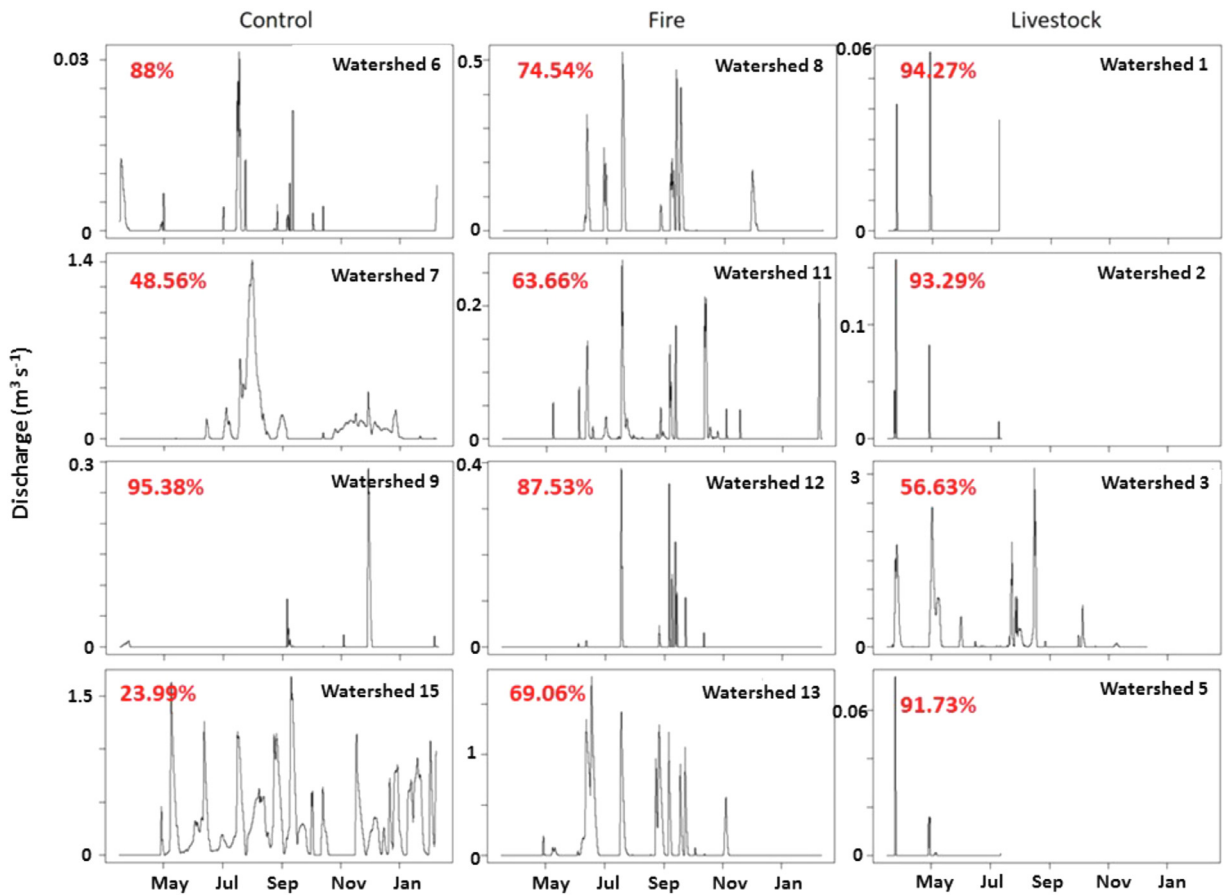 Control
Fire
Livestock
Discharge (m³ s⁻¹)
0.03
0
88%
Watershed 6
0.5
0
74.54%
Watershed 8
0.06
0
94.27%
Watershed 1
1.4
0
48.56%
Watershed 7
0.2
0
63.66%
Watershed 11
0.1
0
93.29%
Watershed 2
0.3
0
95.38%
Watershed 9
0.4
0
87.53%
Watershed 12
3
0
56.63%
Watershed 3
1.5
0
23.99%
Watershed 15
1
0
69.06%
Watershed 13
0.06
0
91.73%
Watershed 5
May Jul Sep Nov Jan
May Jul Sep Nov Jan
May Jul Sep Nov Jan